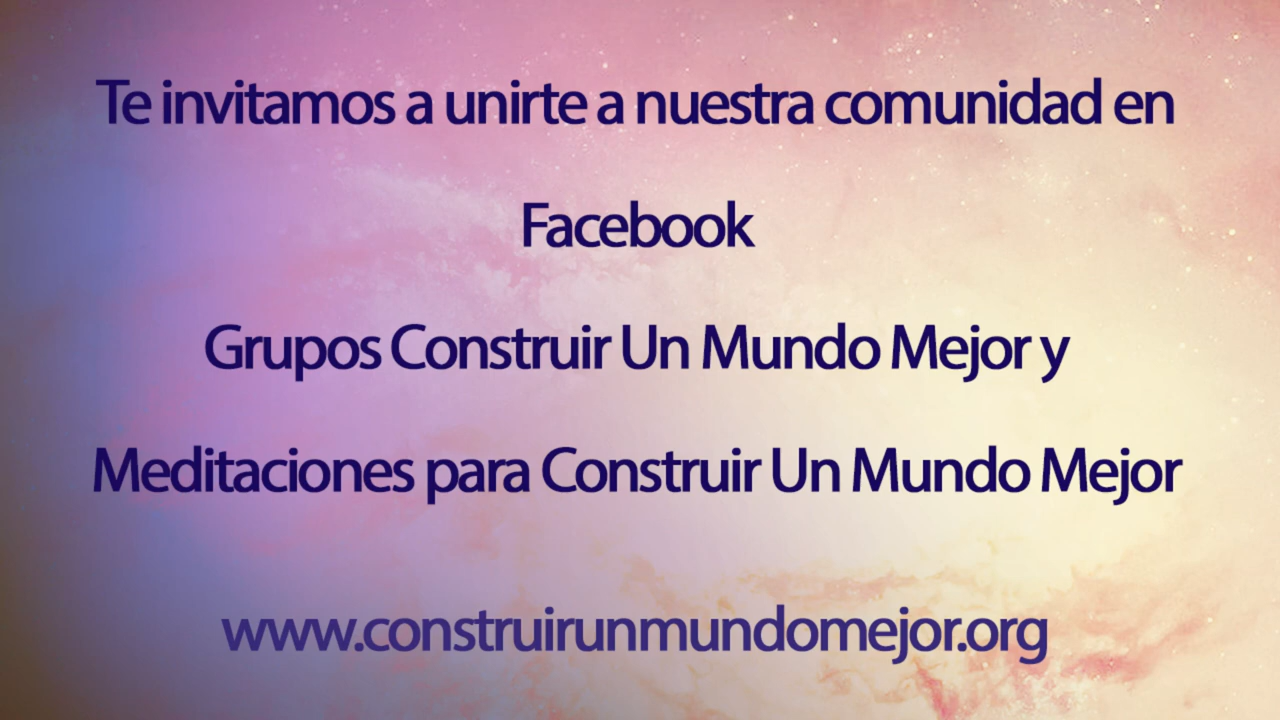 Te invitamos a unirte a nuestra comunidad en
Facebook
Grupos Construir Un Mundo Mejor y
Meditaciones para Construir Un Mundo Mejor
www.construirunmundomejor.org